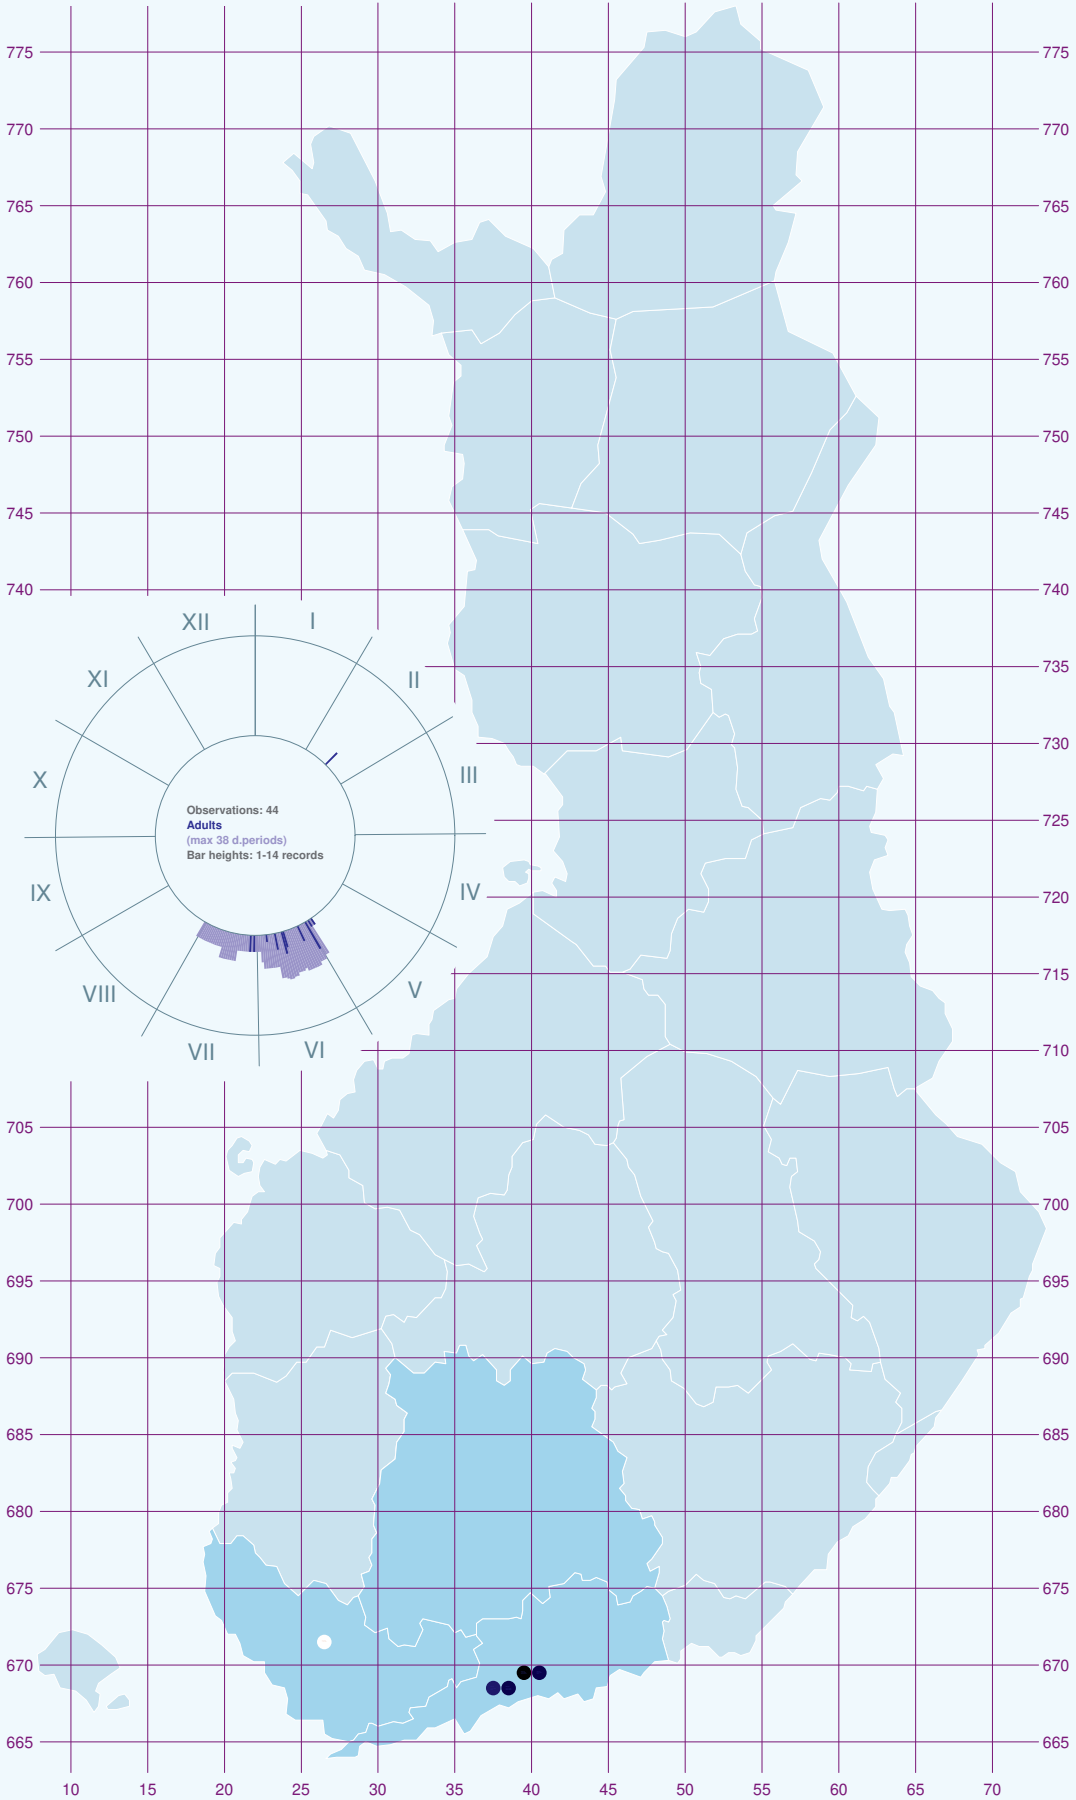 775 775
770 770
765 765
760 760
755 755
750 750
745 745
740 740
XII I
735
XI II
730
X III
Observations: 44
Adults
(max 38 d.periods)
Bar heights: 1-14 records
725
IX IV
720
VIII V
715
VII VI
710
705 705
700 700
695 695
690 690
685 685
680 680
675 675
670 670
665 665
10 15 20 25 30 35 40 45 50 55 60 65 70